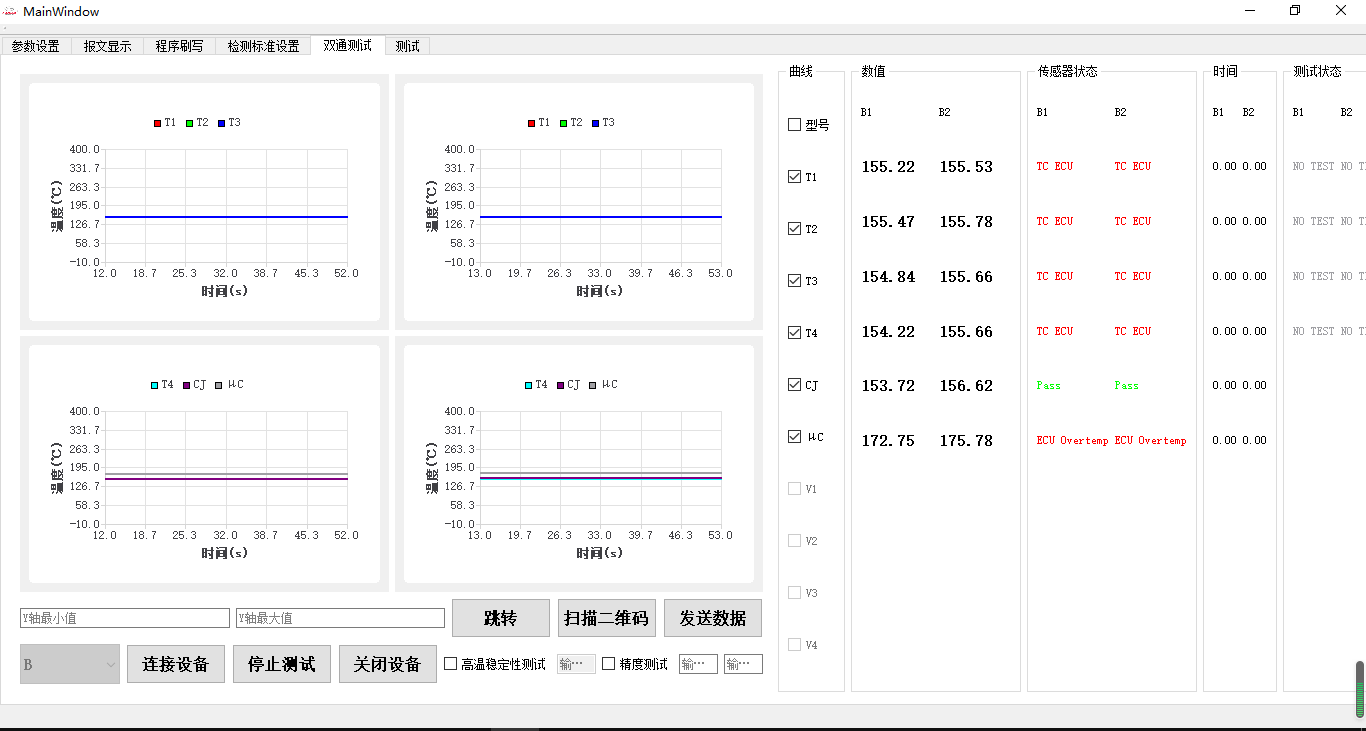 MainWindow
参数设置 报文显示 程序刷写 检测标准设置 双通测试 测试
T1 T2 T3
400.0
331.7
263.3
195.0
126.7
58.3
-10.0
温度(℃)
12.0 18.7 25.3 32.0 38.7 45.3 52.0
时间(s)
T1 T2 T3
400.0
331.7
263.3
195.0
126.7
58.3
-10.0
温度(℃)
13.0 19.7 26.3 33.0 39.7 46.3 53.0
时间(s)
T4 CJ μC
400.0
331.7
263.3
195.0
126.7
58.3
-10.0
温度(℃)
12.0 18.7 25.3 32.0 38.7 45.3 52.0
时间(s)
T4 CJ μC
400.0
331.7
263.3
195.0
126.7
58.3
-10.0
温度(℃)
13.0 19.7 26.3 33.0 39.7 46.3 53.0
时间(s)
Y轴最小值 Y轴最大值 跳转 扫描二维码 发送数据
B 连接设备 停止测试 关闭设备 高温稳定性测试 输… 精度测试 输… 输…
曲线 数值 传感器状态 时间 测试状态
型号 B1 B2 B1 B2 B1 B2 B1 B2
T1 155.22 155.53 TC ECU TC ECU 0.00 0.00 NO TEST NO T
T2 155.47 155.78 TC ECU TC ECU 0.00 0.00 NO TEST NO T
T3 154.84 155.66 TC ECU TC ECU 0.00 0.00 NO TEST NO T
T4 154.22 155.66 TC ECU TC ECU 0.00 0.00 NO TEST NO T
CJ 153.72 156.62 Pass Pass 0.00 0.00
μC 172.75 175.78 ECU Overtemp ECU Overtemp 0.00 0.00
V1
V2
V3
V4